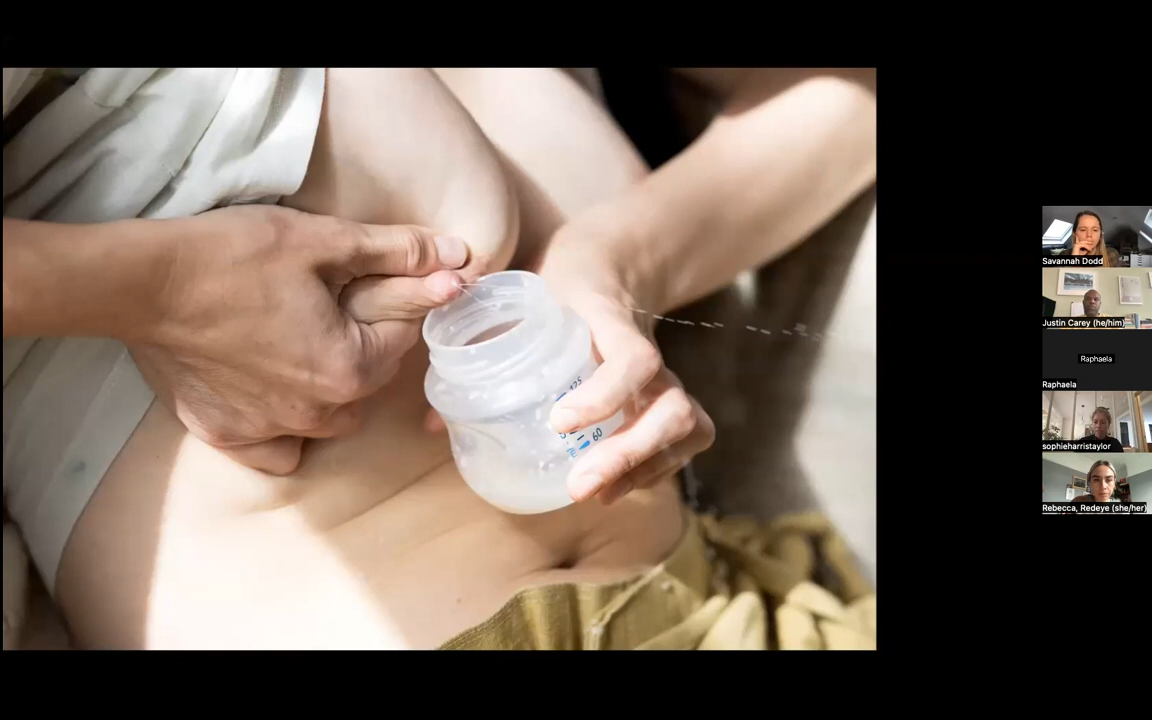 125
60
Savannah Dodd
Justin Carey (he/him)
Raphaela
Raphaela
sophieharristaylor
Rebecca, Redeye (she/her)